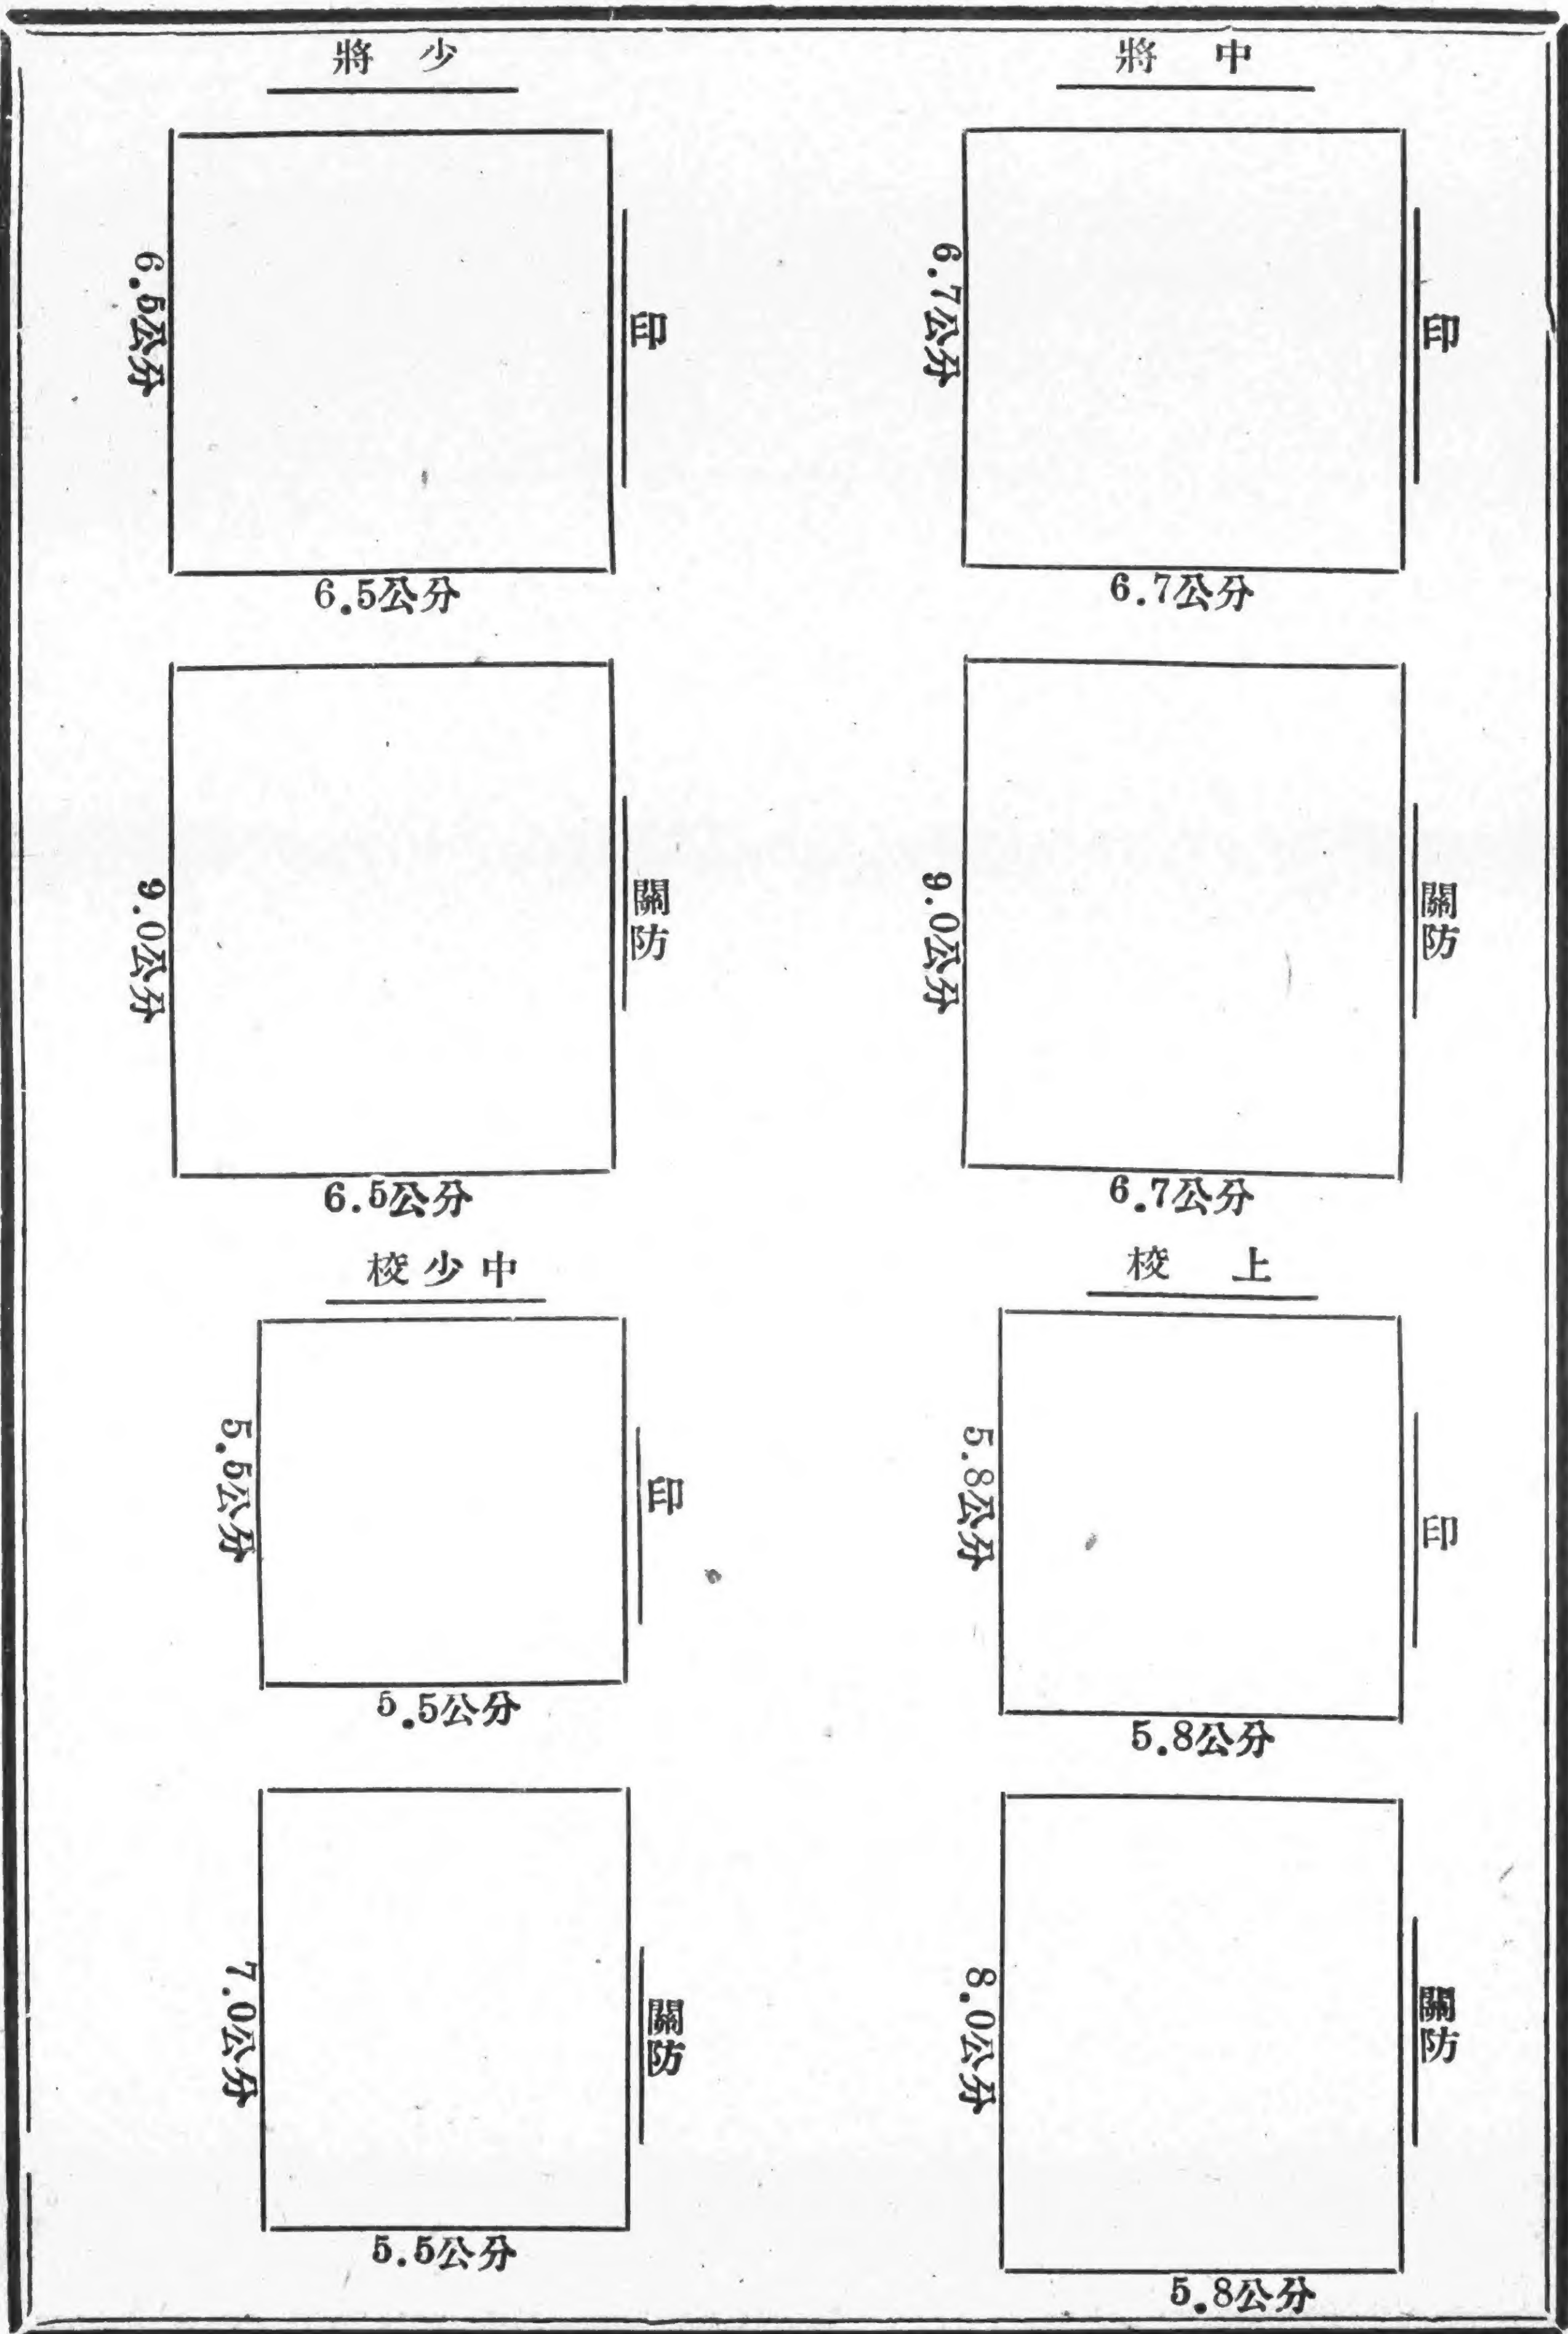 中將
印
6.7公分
6.7公分
關防
9.0公分
6.7公分
少將
印
6.5公分
6.5公分
關防
9.0公分
6.5公分
上校
印
5.8公分
5.8公分
關防
8.0公分
5.8公分
中少校
印
5.5公分
5.5公分
關防
7.0公分
5.5公分